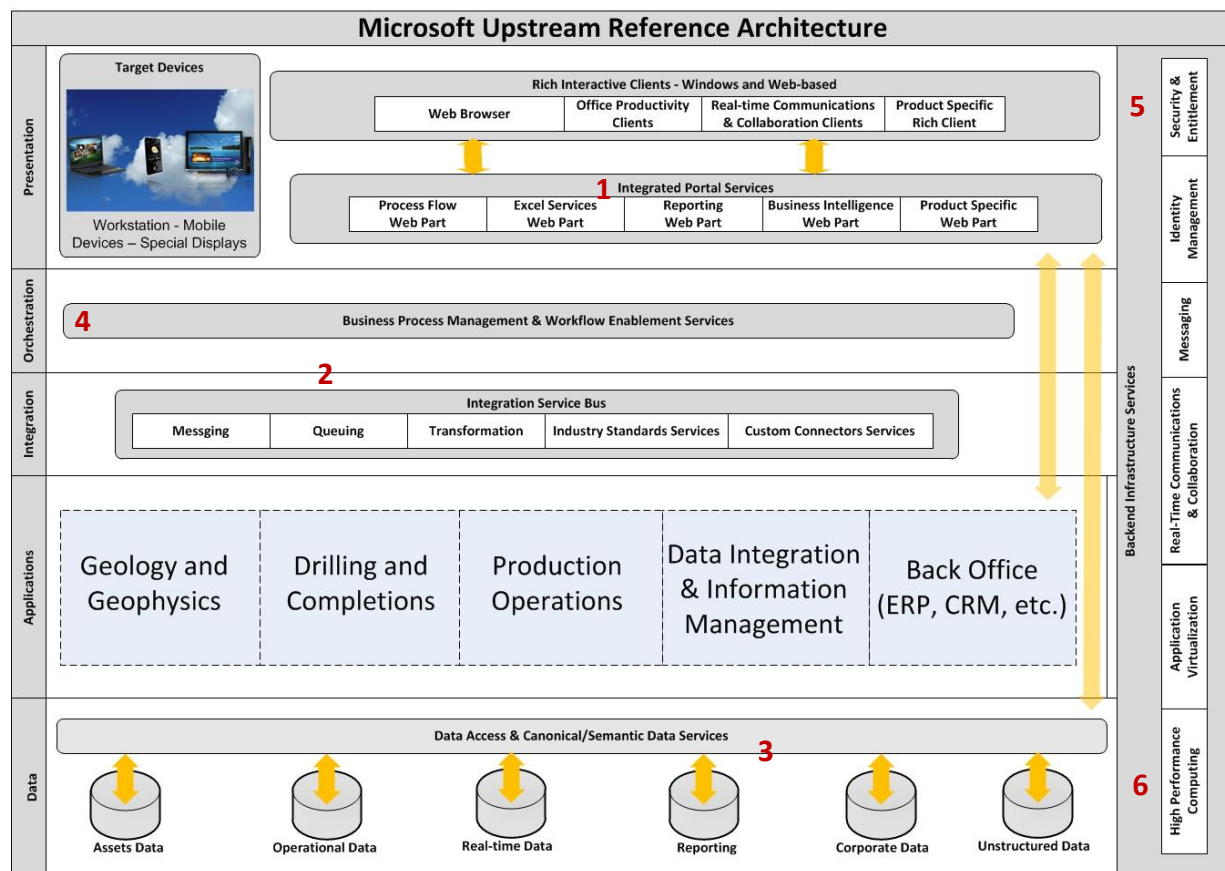 Microsoft Upstream Reference Architecture
Presentation
Target Devices
Workstation - Mobile
Devices – Special Displays
Rich Interactive Clients - Windows and Web-based
Web Browser
Office Productivity
Clients
Real-time Communications
& Collaboration Clients
Product Specific
Rich Client
1
Integrated Portal Services
Process Flow
Web Part
Excel Services
Web Part
Reporting
Web Part
Business Intelligence
Web Part
Product Specific
Web Part
Orchestration
4
Business Process Management & Workflow Enablement Services
2
Integration
Integration Service Bus
Messging
Queuing
Transformation
Industry Standards Services
Custom Connectors Services
Applications
Geology and
Geophysics
Drilling and
Completions
Production
Operations
Data Integration
& Information
Management
Back Office
(ERP, CRM, etc.)
Data
Data Access & Canonical/Semantic Data Services
3
Assets Data
Operational Data
Real-time Data
Reporting
Corporate Data
Unstructured Data
Backend Infrastructure Services
5
Security &
Entitlement
Identity
Management
Messaging
Real-Time Communications
& Collaboration
Application
Virtualization
6
High Performance
Computing